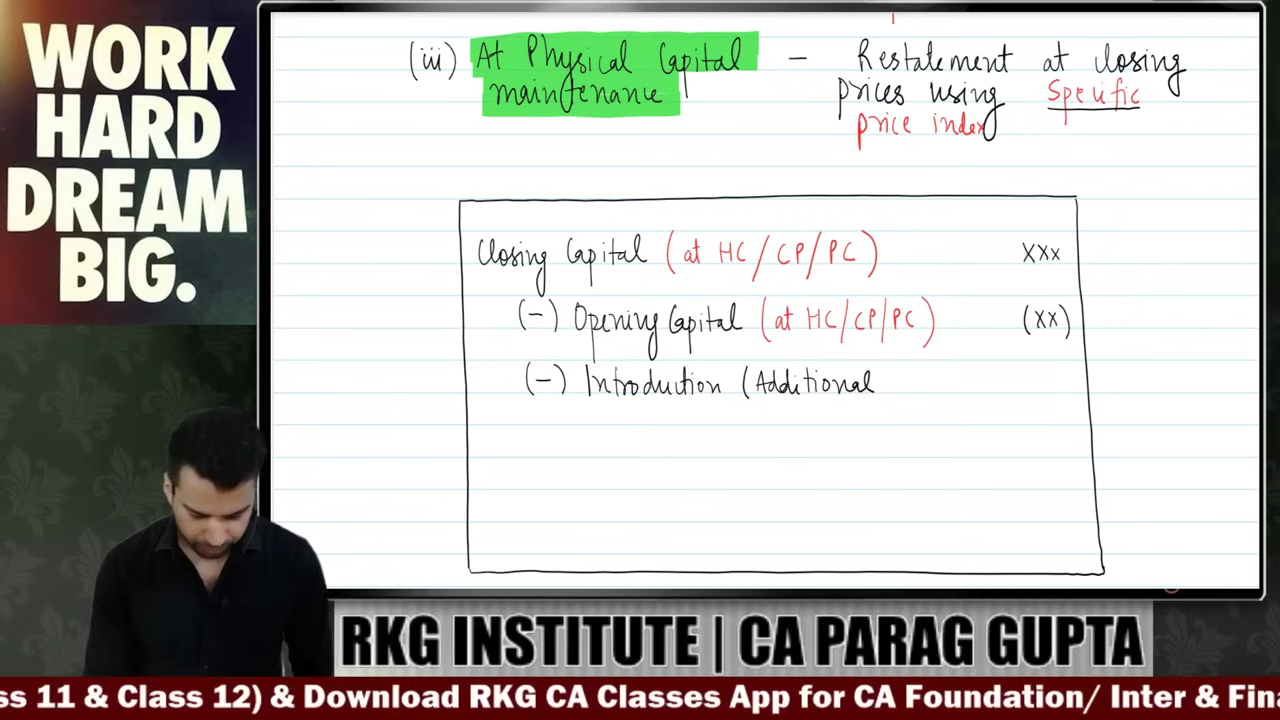 WORK
HARD
DREAM
BIG.
(iii) At Physical Capital — Restatement at closing
maintenance prices using Specific
price index
Closing Capital (at HC/CP/PC) XXX
(-) Opening Capital (at HC/CP/PC) (XX)
(-) Introduction (Additional
RKG INSTITUTE | CA PARAG GUPTA
ss 11 & Class 12) & Download RKG CA Classes App for CA Foundation/ Inter & Fina